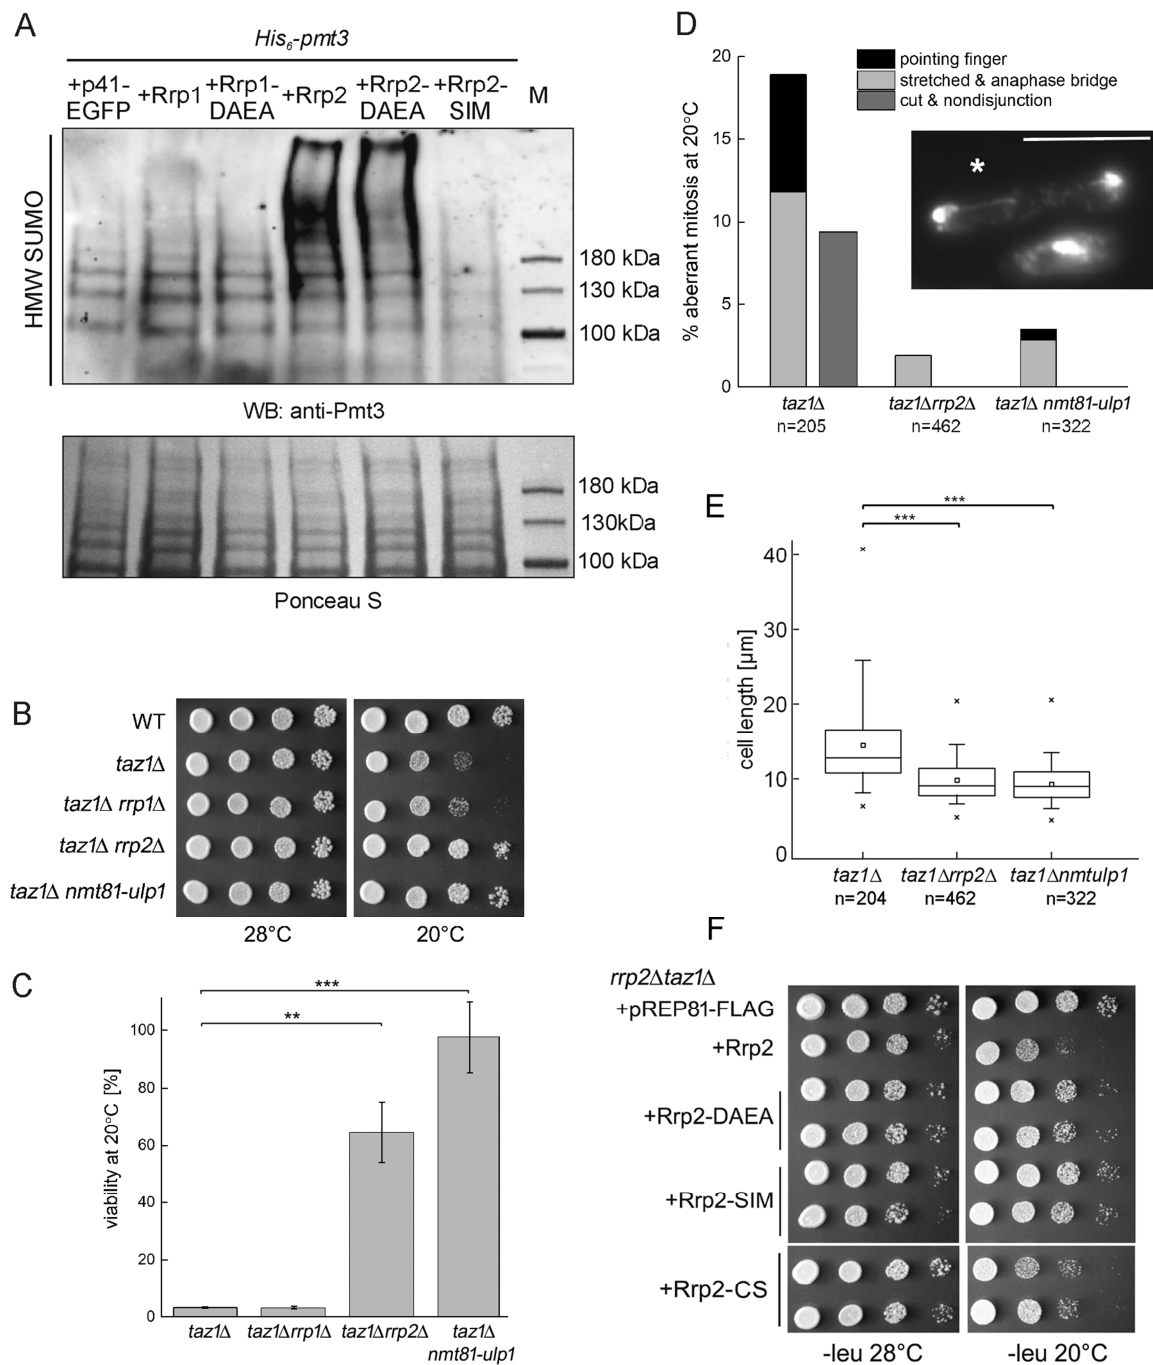 A
His6-pmt3
+p41-EGFP +Rrp1 +Rrp1-DAEA +Rrp2 +Rrp2-DAEA +Rrp2-SIM M
HMW SUMO
180 kDa
130 kDa
100 kDa
WB: anti-Pmt3
180 kDa
130kDa
100 kDa
Ponceau S
B
WT
taz1Δ
taz1Δ rrp1Δ
taz1Δ rrp2Δ
taz1Δ nmt81-ulp1
28°C 20°C
C
***
**
viability at 20°C [%]
100
80
60
40
20
0
taz1Δ taz1Δrrp1Δ taz1Δrrp2Δ taz1Δ
nmt81-ulp1
D
pointing finger
stretched & anaphase bridge
cut & nondisjunction
% aberrant mitosis at 20°C
20
15
10
5
0
*
taz1Δ taz1Δrrp2Δ taz1Δ nmt81-ulp1
n=205 n=462 n=322
E
***
***
cell length [µm]
40
30
20
10
0
taz1Δ taz1Δrrp2Δ taz1Δnmtulp1
n=204 n=462 n=322
F
rrp2Δtaz1Δ
+pREP81-FLAG
+Rrp2
+Rrp2-DAEA
+Rrp2-SIM
+Rrp2-CS
-leu 28°C -leu 20°C